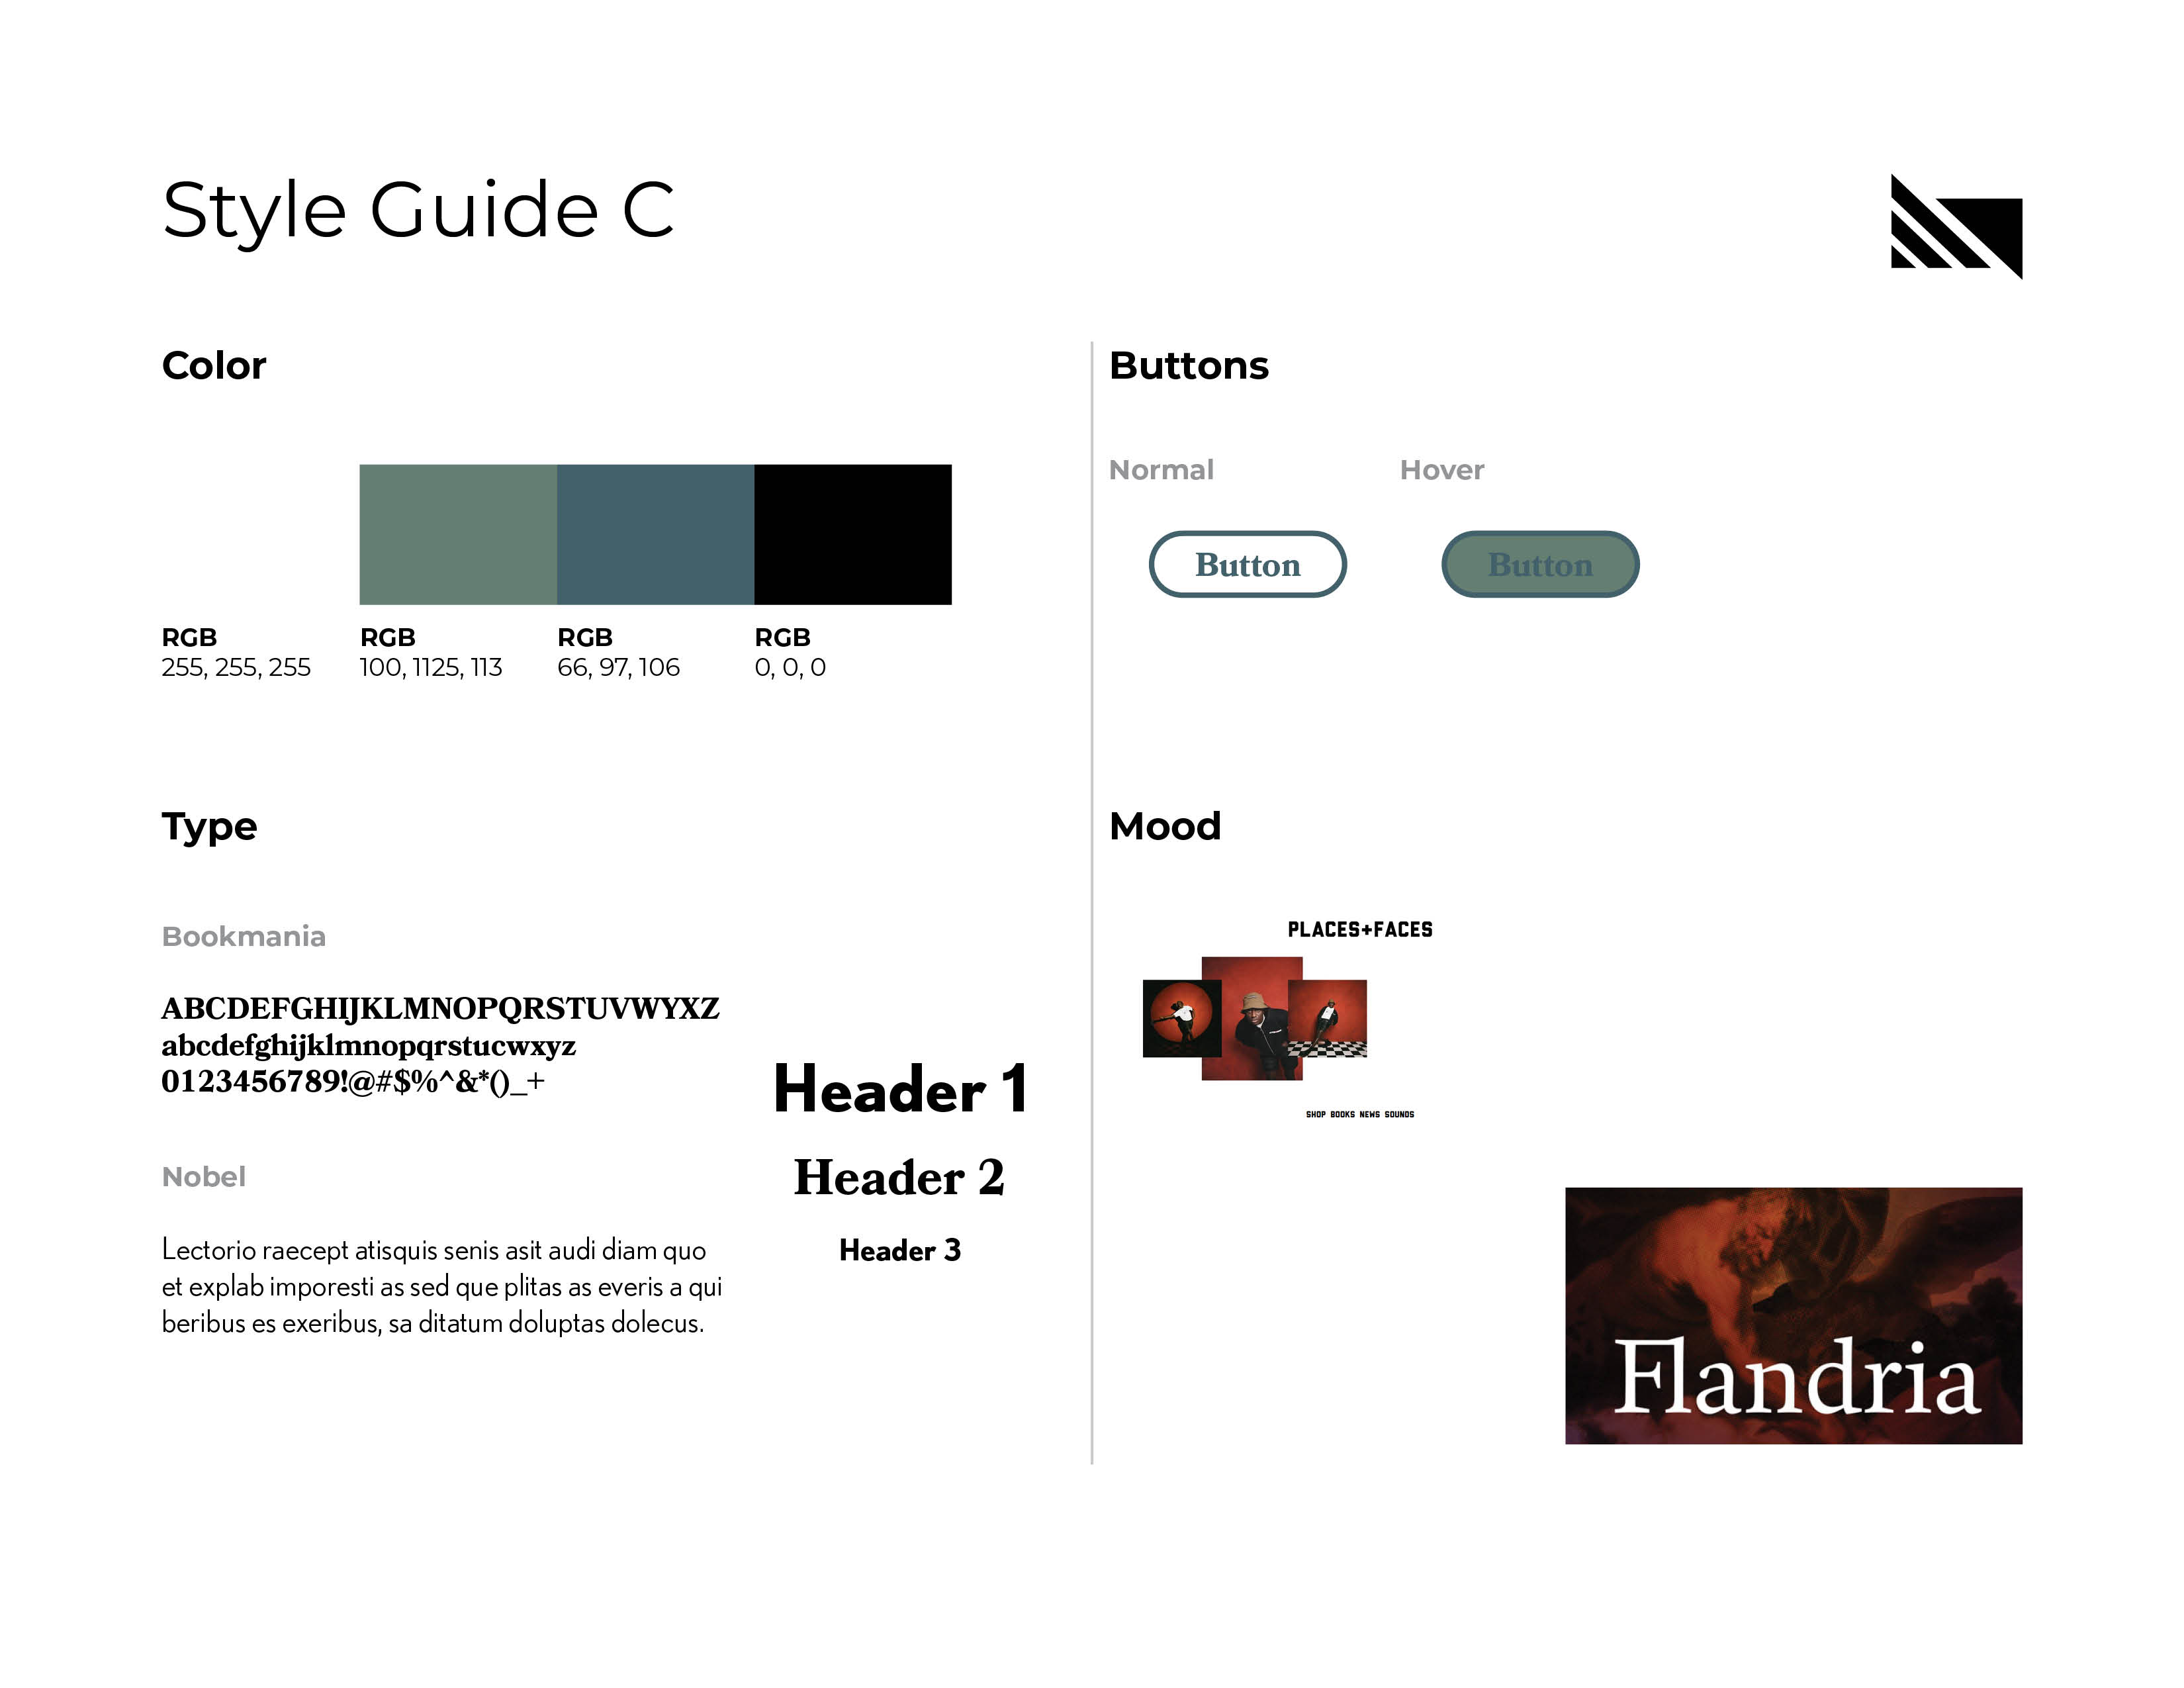 Style Guide C
Color
RGB
255, 255, 255
RGB
100, 1125, 113
RGB
66, 97, 106
RGB
0, 0, 0
Type
Bookmania
ABCDEFGHIJKLMNOPQRSTUVWYXZ
abcdefghijklmnopqrstucwxyz
0123456789!@#$%^&*()_+
Nobel
Lectorio raecept atisquis senis asit audi diam quo
et explab imporesti as sed que plitas as everis a qui
beribus es exeribus, sa ditatum doluptas dolecus.
Header 1
Header 2
Header 3
Buttons
Normal
Hover
Button
Button
Mood
PLACES+FACES
SHOP BOOKS NEWS SOUNDS
Flandria